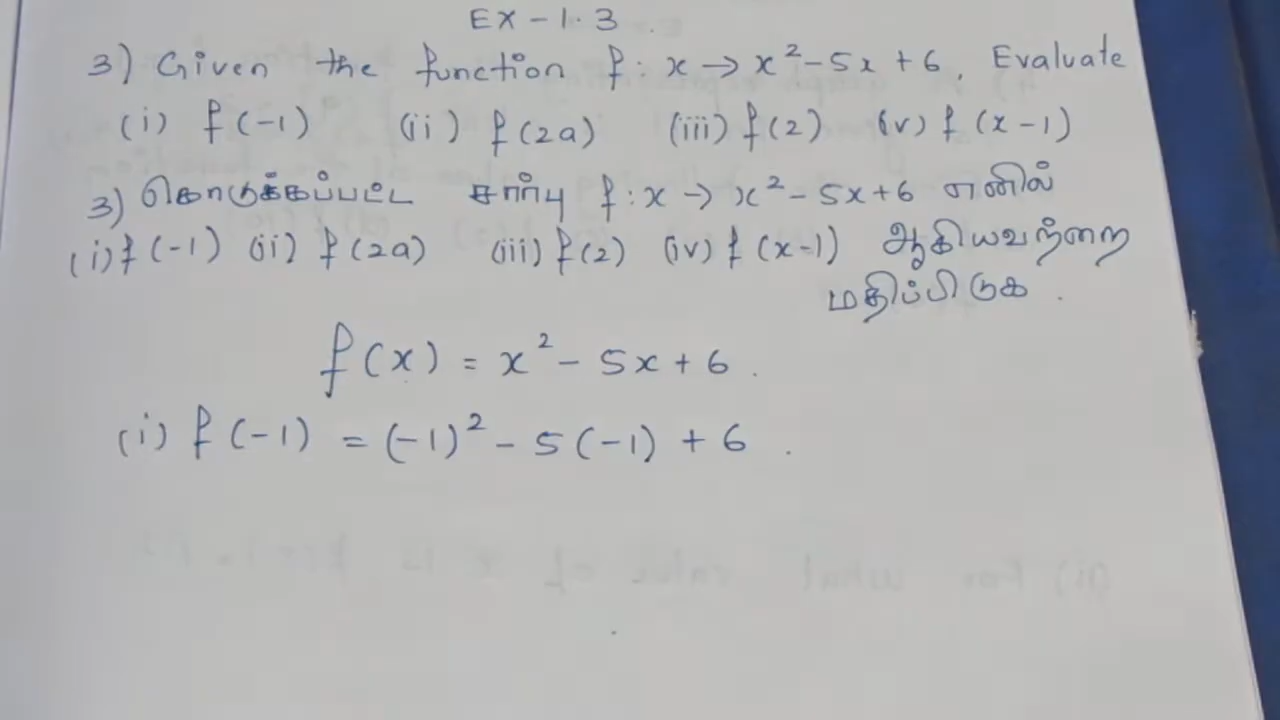 EX - 1.3
3) Given the function f: x → x² - 5x + 6, Evaluate
(i) f(-1) (ii) f(2a) (iii) f(2) (iv) f(x-1)
3) கொடுக்கப்பட்ட சார்பு f: x → x² - 5x + 6 எனில்
(i) f(-1) (ii) f(2a) (iii) f(2) (iv) f(x-1) ஆகியவற்றை
மதிப்பிடுக.
f(x) = x² - 5x + 6.
(i) f(-1) = (-1)² - 5(-1) + 6.